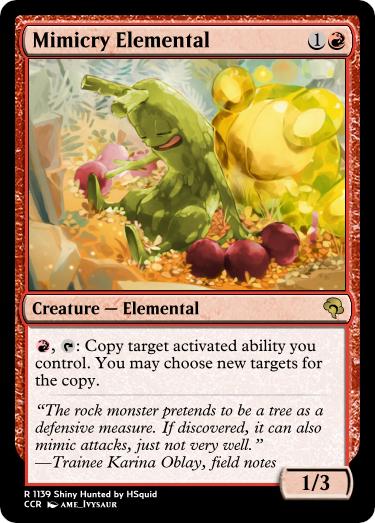 Mimicry Elemental 1
Creature — Elemental
, : Copy target activated ability you
control. You may choose new targets for
the copy.
“The rock monster pretends to be a tree as a
defensive measure. If discovered, it can also
mimic attacks, just not very well.”
—Trainee Karina Oblay, field notes
1/3
R 1139 Shiny Hunted by HSquid
CCR AME_IVYSAUR